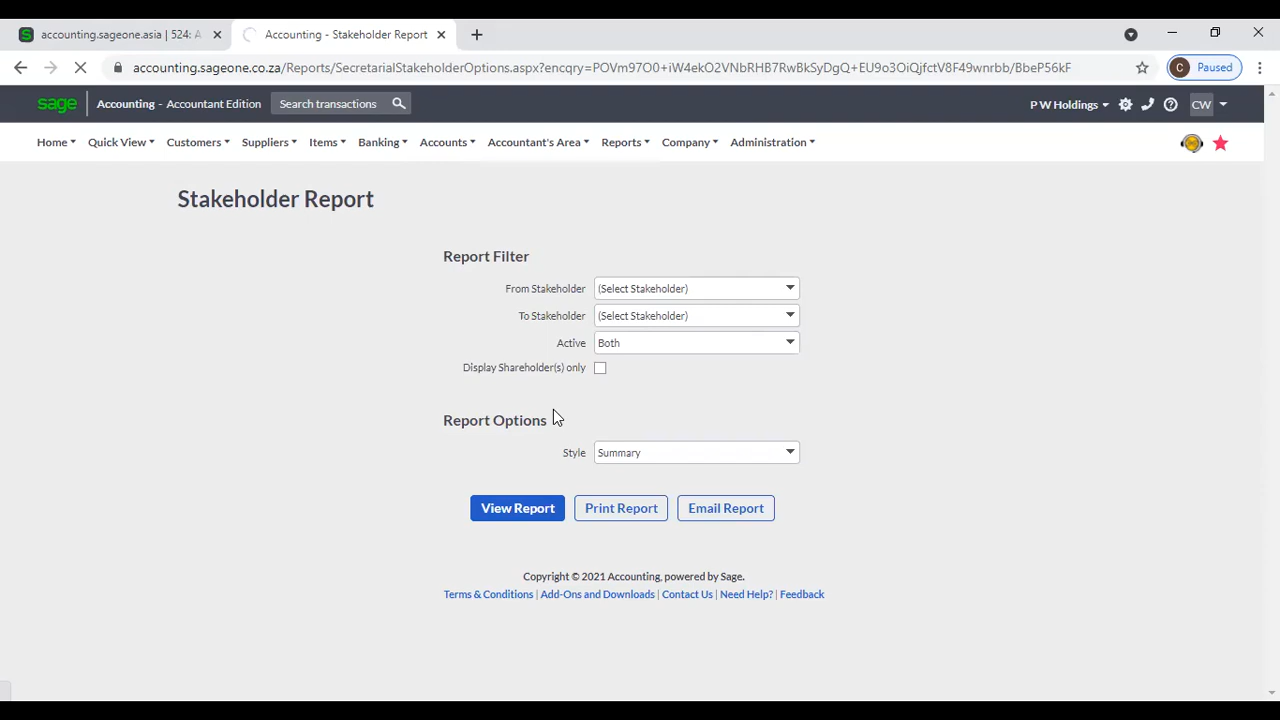 accounting.sageone.asia | 524: A
Accounting - Stakeholder Report
accounting.sageone.co.za/Reports/SecretarialStakeholderOptions.aspx?encqry=POVm97O0+iW4ekO2VNbRHB7RwBkSyDgQ+EU9o3OiQjfctV8F49wnrbb/BbeP56kF
C Paused
sage Accounting - Accountant Edition Search transactions P W Holdings CW
Home Quick View Customers Suppliers Items Banking Accounts Accountant's Area Reports Company Administration
Stakeholder Report
Report Filter
From Stakeholder (Select Stakeholder)
To Stakeholder (Select Stakeholder)
Active Both
Display Shareholder(s) only
Report Options
Style Summary
View Report Print Report Email Report
Copyright © 2021 Accounting, powered by Sage.
Terms & Conditions | Add-Ons and Downloads | Contact Us | Need Help? | Feedback